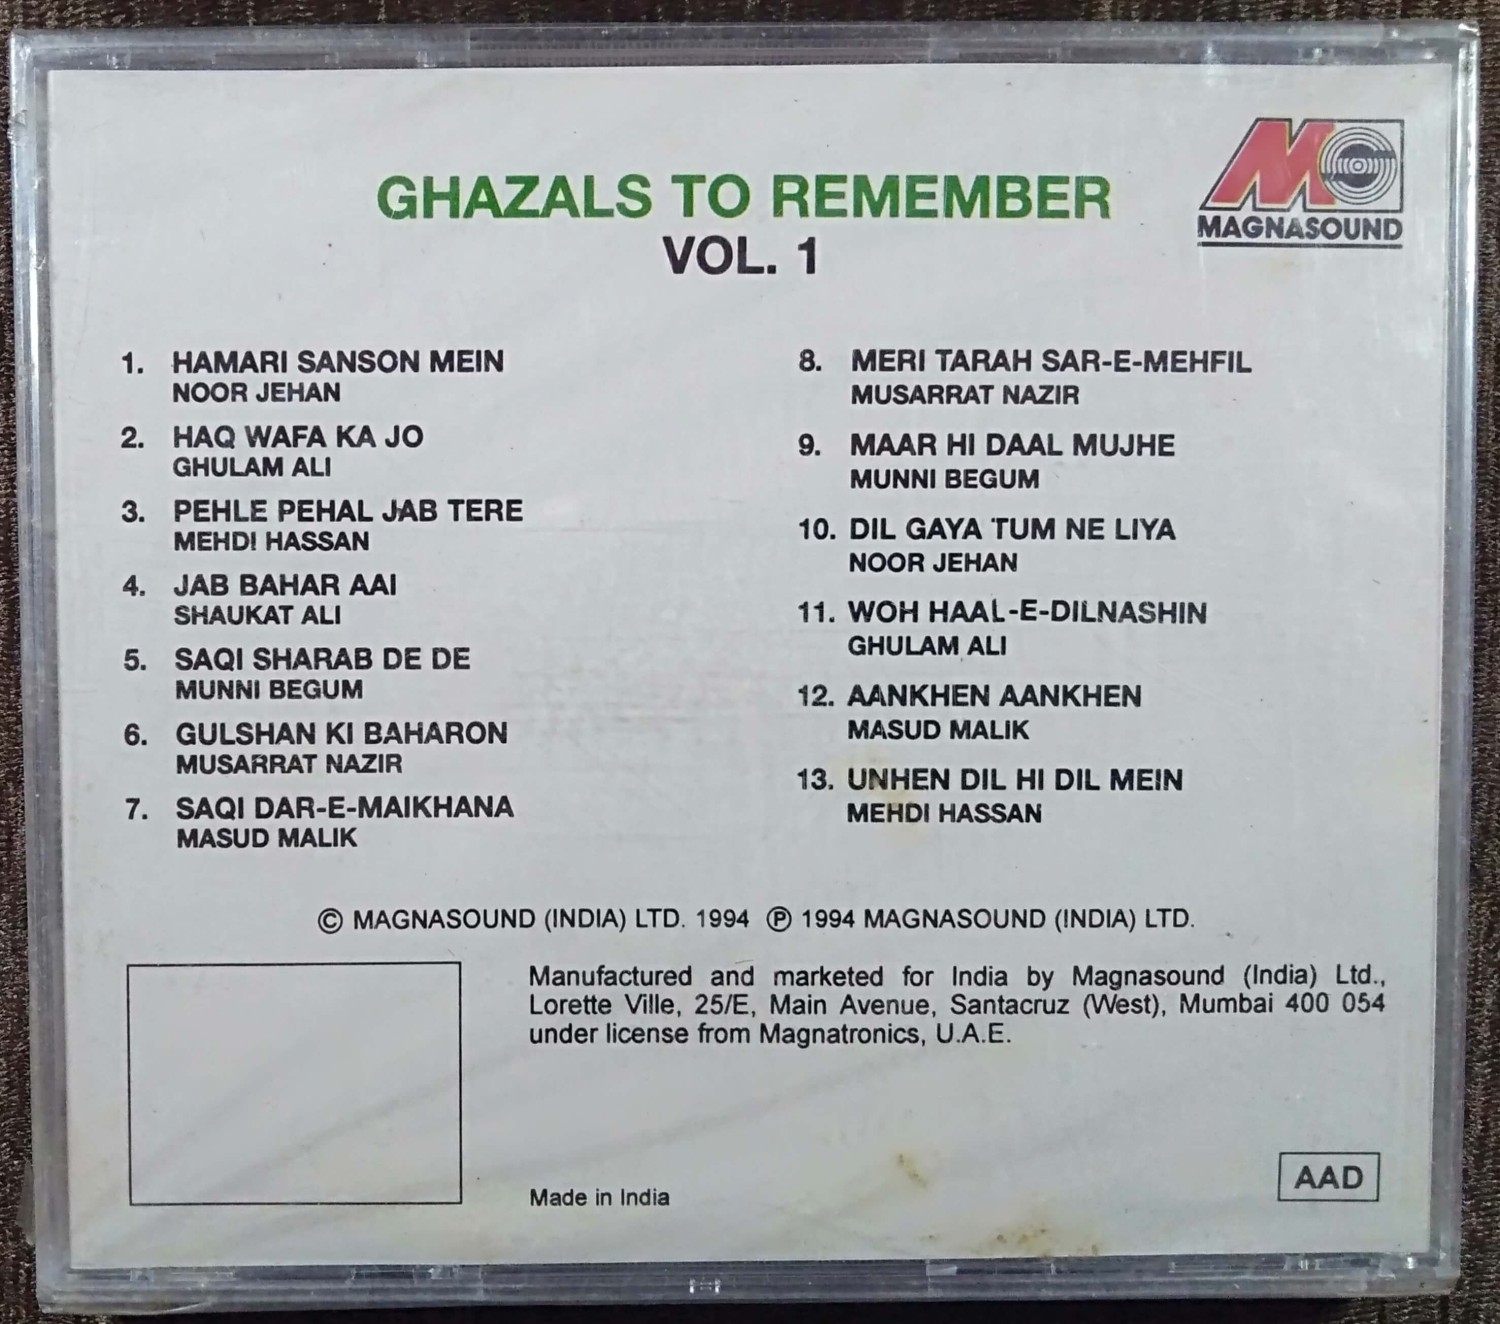 MAGNASOUND
GHAZALS TO REMEMBER
VOL. 1
1. HAMARI SANSON MEIN
NOOR JEHAN
2. HAQ WAFA KA JO
GHULAM ALI
3. PEHLE PEHAL JAB TERE
MEHDI HASSAN
4. JAB BAHAR AAI
SHAUKAT ALI
5. SAQI SHARAB DE DE
MUNNI BEGUM
6. GULSHAN KI BAHARON
MUSARRAT NAZIR
7. SAQI DAR-E-MAIKHANA
MASUD MALIK
8. MERI TARAH SAR-E-MEHFIL
MUSARRAT NAZIR
9. MAAR HI DAAL MUJHE
MUNNI BEGUM
10. DIL GAYA TUM NE LIYA
NOOR JEHAN
11. WOH HAAL-E-DILNASHIN
GHULAM ALI
12. AANKHEN AANKHEN
MASUD MALIK
13. UNHEN DIL HI DIL MEIN
MEHDI HASSAN
© MAGNASOUND (INDIA) LTD. 1994 ℗ 1994 MAGNASOUND (INDIA) LTD.
Manufactured and marketed for India by Magnasound (India) Ltd.,
Lorette Ville, 25/E, Main Avenue, Santacruz (West), Mumbai 400 054
under license from Magnatronics, U.A.E.
Made in India
AAD